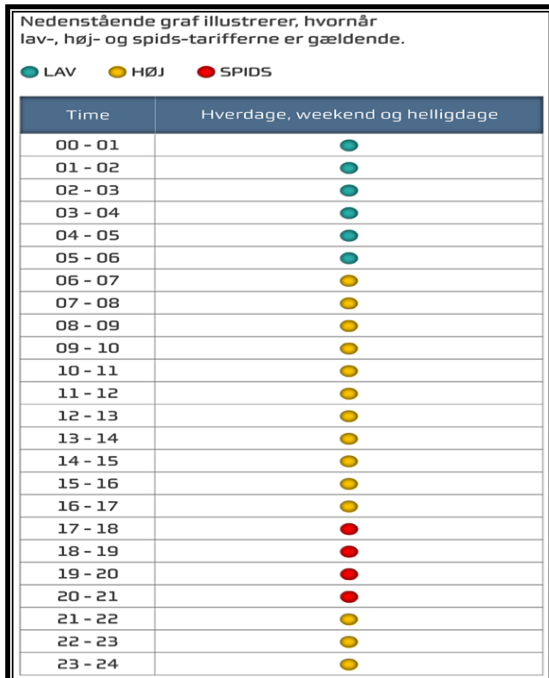 Nedenstående graf illustrerer, hvornår
lav-, høj- og spids-tarifferne er gældende.
LAV HØJ SPIDS
Time Hverdage, weekend og helligdage
00 - 01
01 - 02
02 - 03
03 - 04
04 - 05
05 - 06
06 - 07
07 - 08
08 - 09
09 - 10
10 - 11
11 - 12
12 - 13
13 - 14
14 - 15
15 - 16
16 - 17
17 - 18
18 - 19
19 - 20
20 - 21
21 - 22
22 - 23
23 - 24